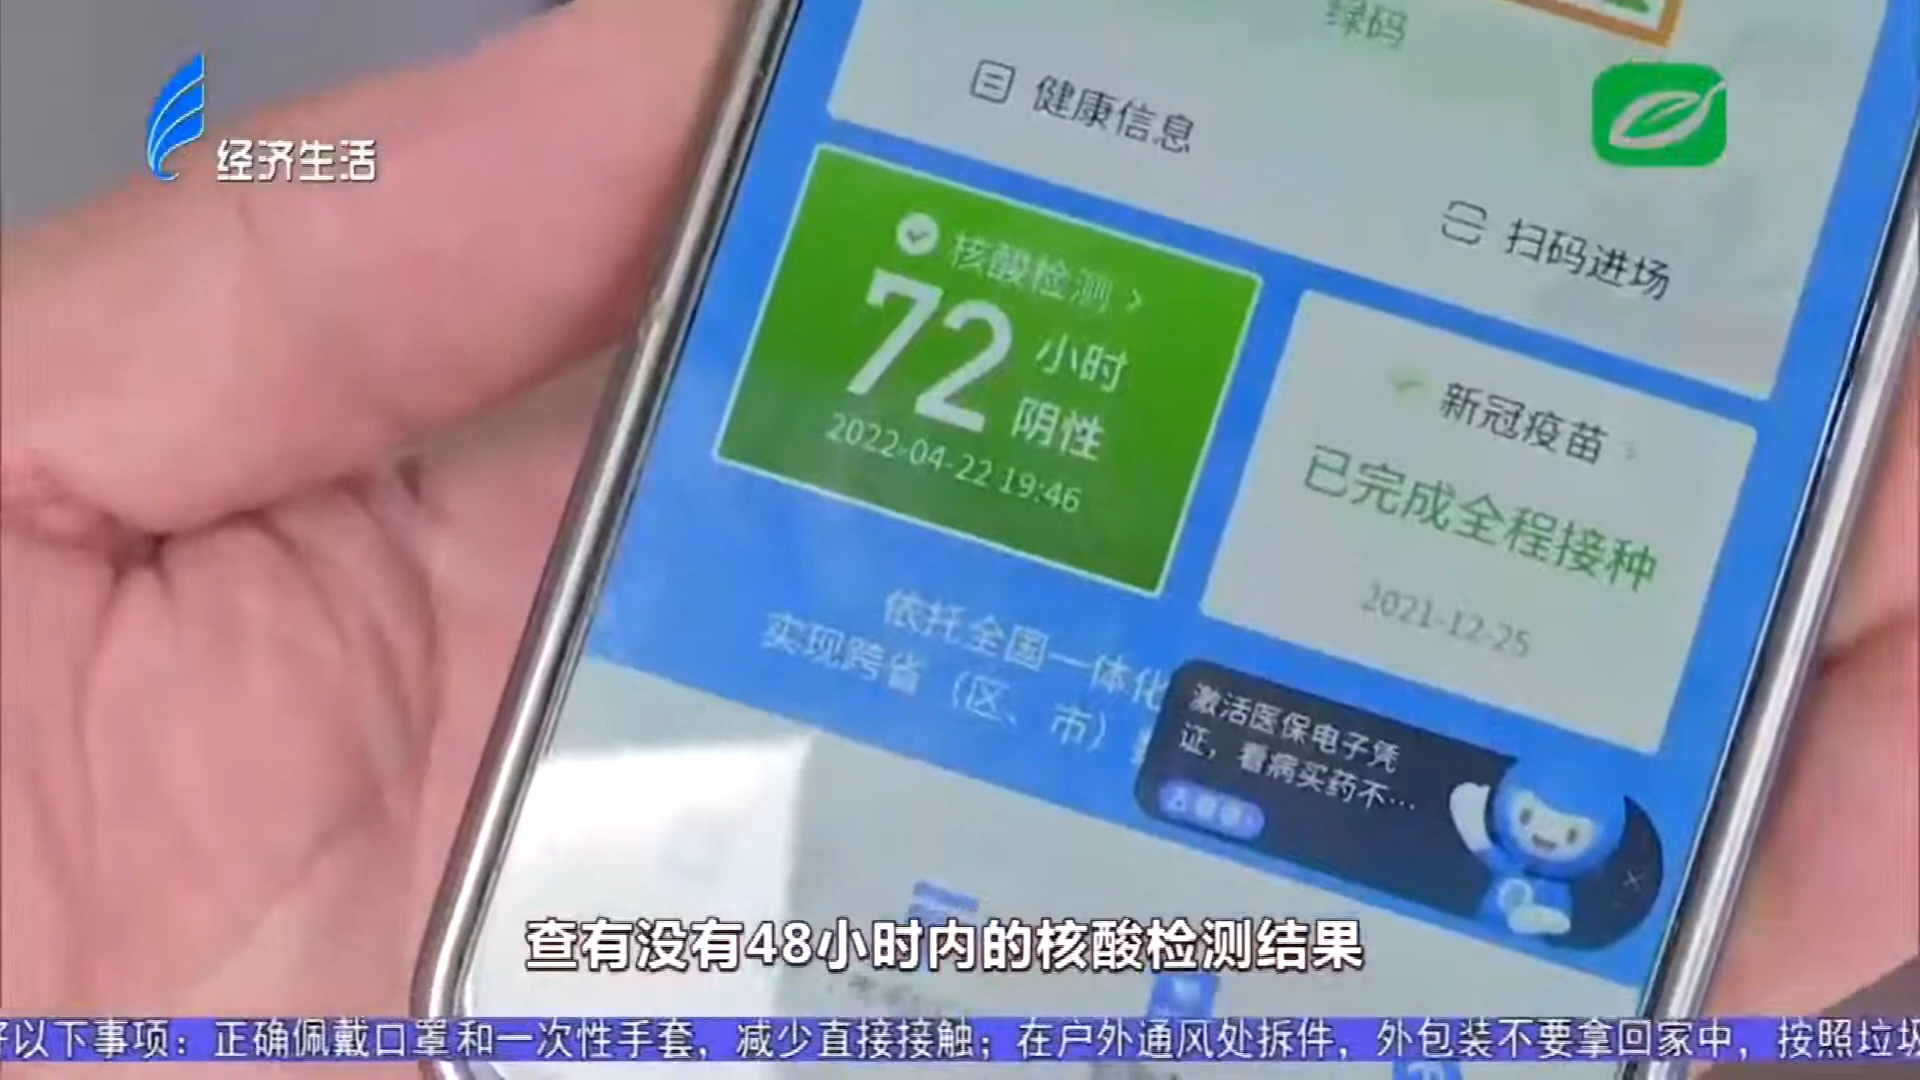 经济生活
绿码
健康信息
扫码进场
核酸检测
72 小时
阴性
2022-04-22 19:46
新冠疫苗
已完成全程接种
2021-12-25
依托全国一体化
实现跨省（区、市）
激活医保电子凭
证，看病买药不…
查有没有48小时内的核酸检测结果
以下事项：正确佩戴口罩和一次性手套，减少直接接触；在户外通风处拆件，外包装不要拿回家中，按照垃圾